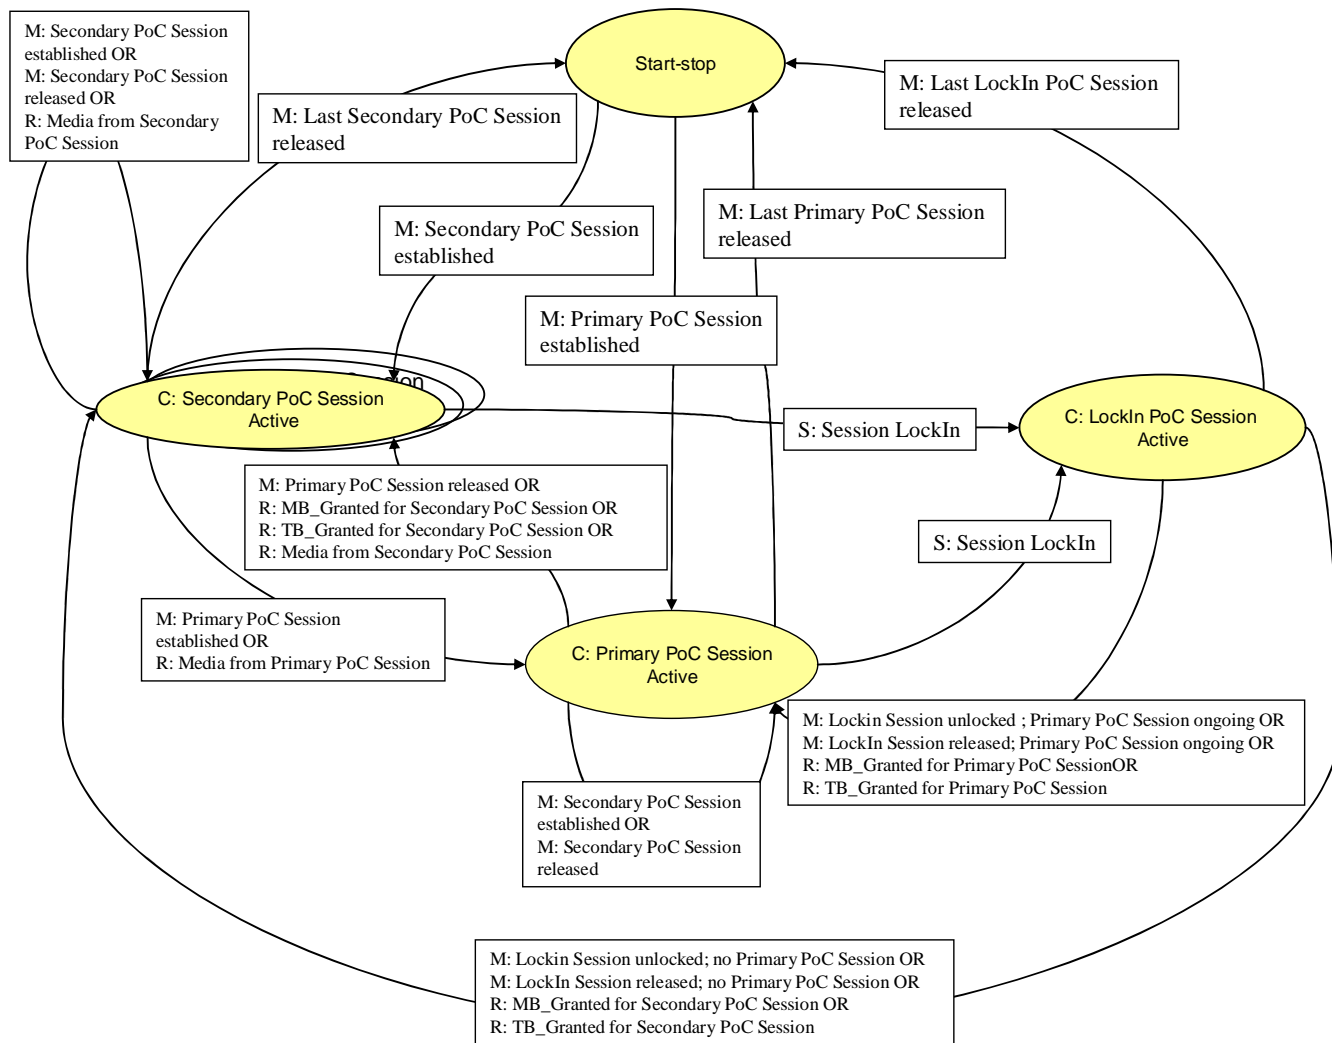 M: Secondary PoC Session
established OR
M: Secondary PoC Session
released OR
R: Media from Secondary
PoC Session
Start-stop
M: Last Secondary PoC Session
released
M: Last LockIn PoC Session
released
M: Secondary PoC Session
established
M: Last Primary PoC Session
released
M: Primary PoC Session
established
C: Secondary PoC Session
Active
C: LockIn PoC Session
Active
S: Session LockIn
M: Primary PoC Session released OR
R: MB_Granted for Secondary PoC Session OR
R: TB_Granted for Secondary PoC Session OR
R: Media from Secondary PoC Session
S: Session LockIn
M: Primary PoC Session
established OR
R: Media from Primary PoC Session
C: Primary PoC Session
Active
M: Lockin Session unlocked ; Primary PoC Session ongoing OR
M: LockIn Session released; Primary PoC Session ongoing OR
R: MB_Granted for Primary PoC SessionOR
R: TB_Granted for Primary PoC Session
M: Secondary PoC Session
established OR
M: Secondary PoC Session
released
M: Lockin Session unlocked; no Primary PoC Session OR
M: LockIn Session released; no Primary PoC Session OR
R: MB_Granted for Secondary PoC Session OR
R: TB_Granted for Secondary PoC Session